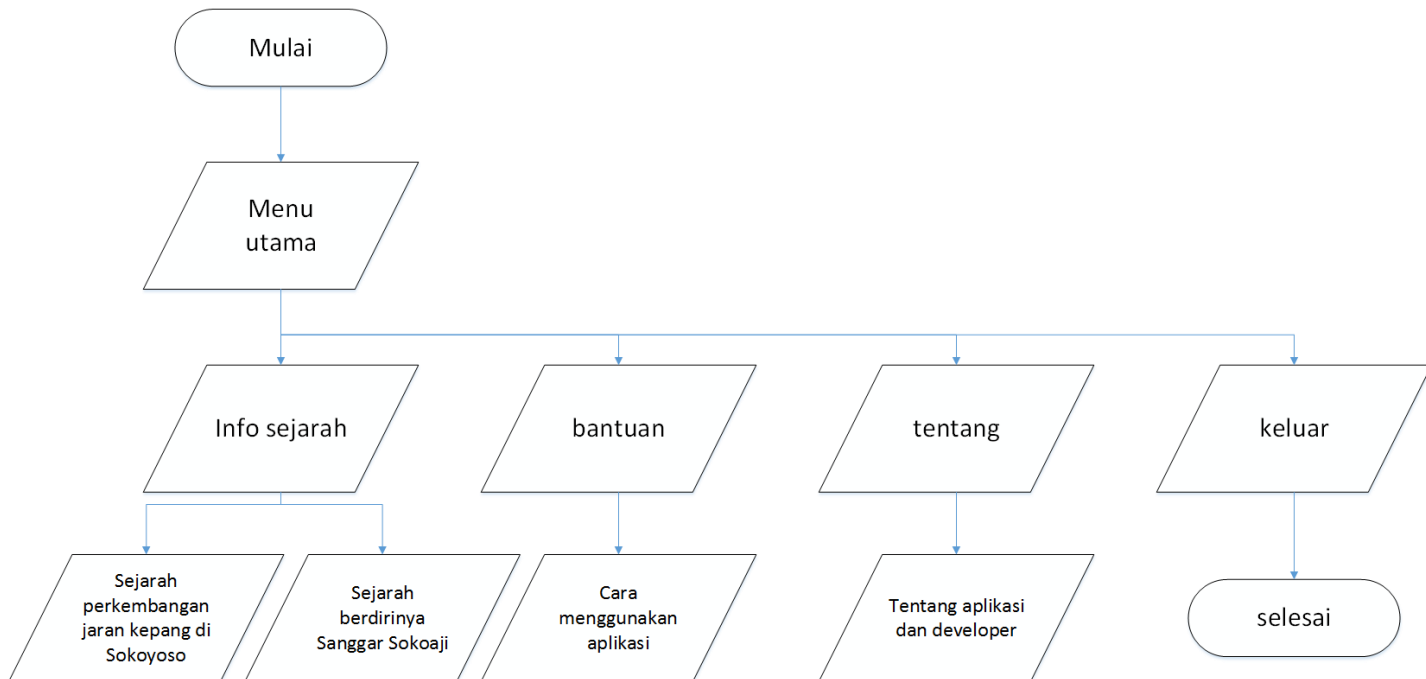 Mulai
Menu
utama
Info sejarah
bantuan
tentang
keluar
Sejarah
perkembangan
jaran kepang di
Sokoyoso
Sejarah
berdirinya
Sanggar Sokoaji
Cara
menggunakan
aplikasi
Tentang aplikasi
dan developer
selesai